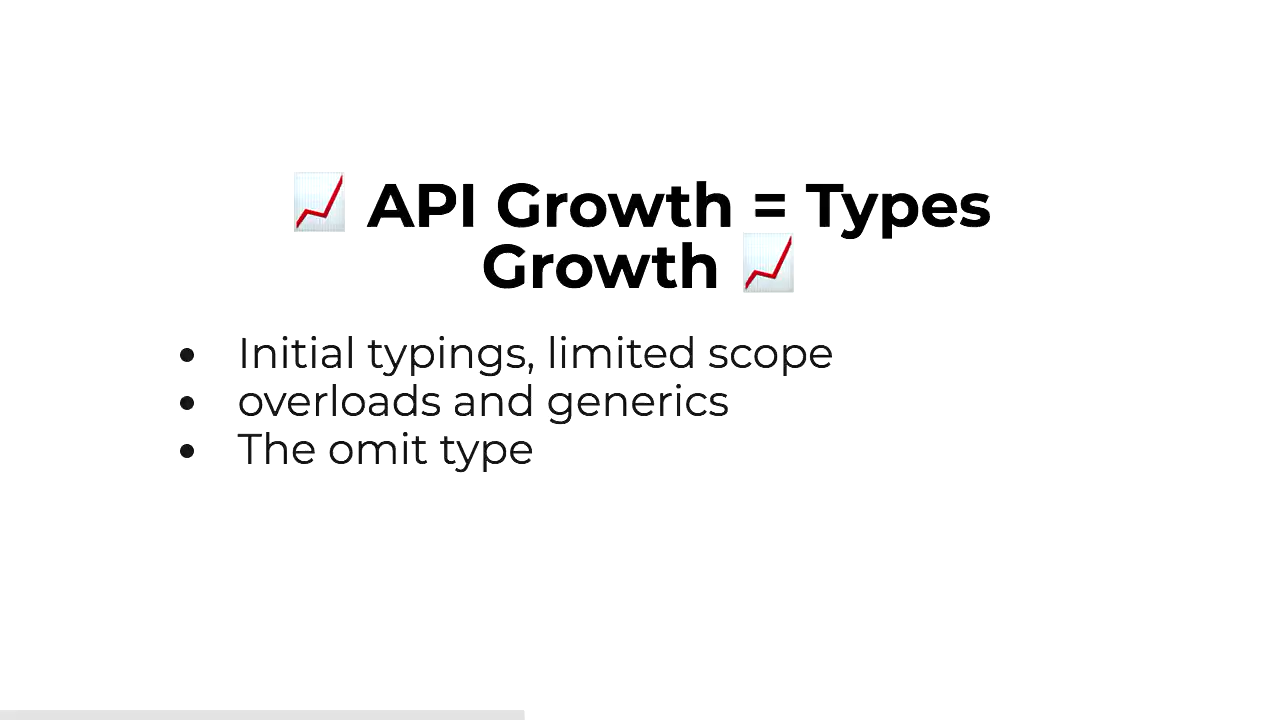 📈 API Growth = Types
Growth 📈
• Initial typings, limited scope
• overloads and generics
• The omit type